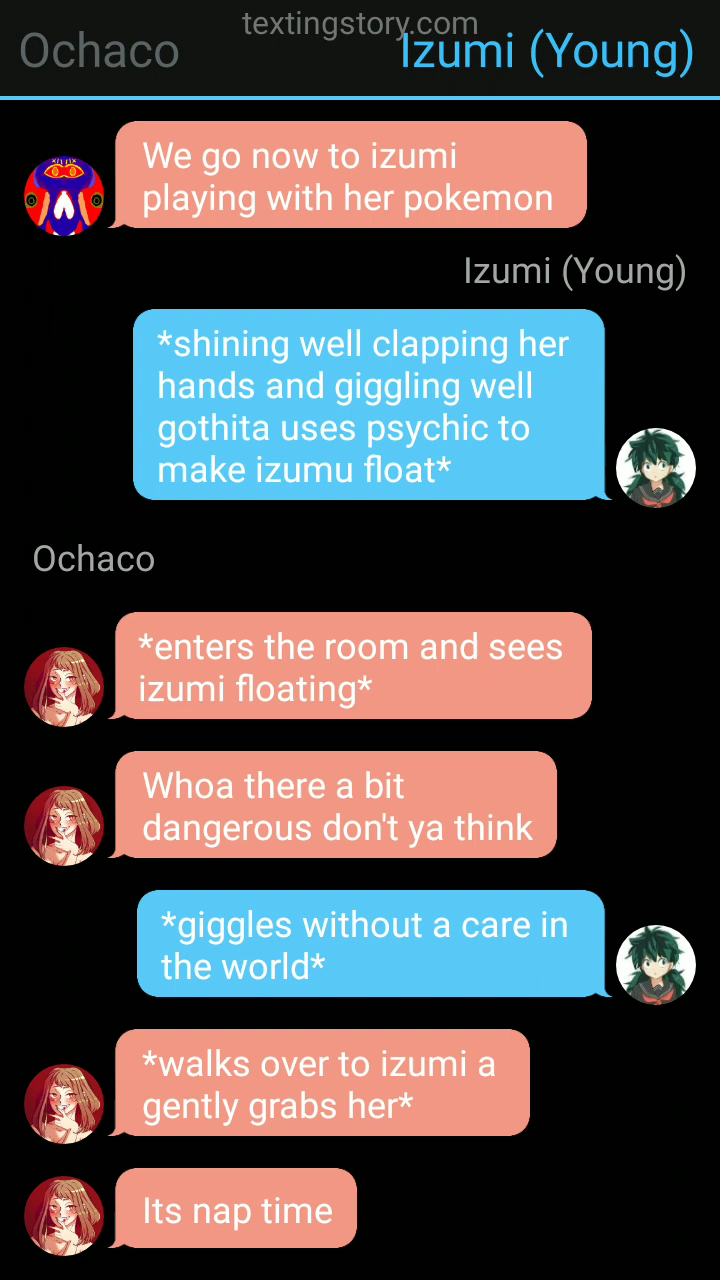 textingstory.com
Ochaco
Izumi (Young)
We go now to izumi
playing with her pokemon
Izumi (Young)
*shining well clapping her
hands and giggling well
gothita uses psychic to
make izumu float*
Ochaco
*enters the room and sees
izumi floating*
Whoa there a bit
dangerous don't ya think
*giggles without a care in
the world*
*walks over to izumi a
gently grabs her*
Its nap time